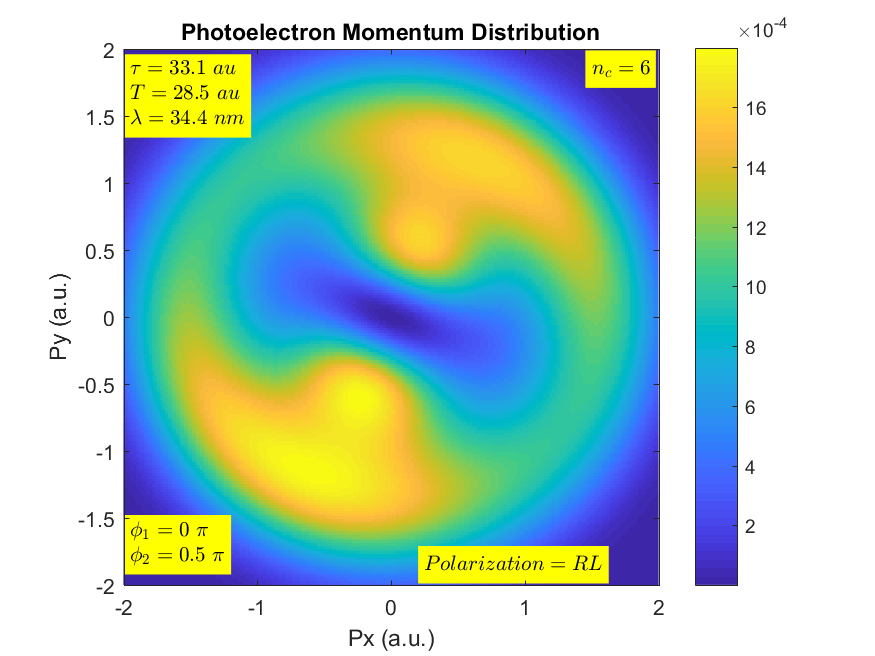 Photoelectron Momentum Distribution
×10⁻⁴
τ = 33.1 au
T = 28.5 au
λ = 34.4 nm
n_c = 6
ϕ₁ = 0 π
ϕ₂ = 0.5 π
Polarization = RL
Py (a.u.)
2
1.5
1
0.5
0
-0.5
-1
-1.5
-2
-2 -1 0 1 2
Px (a.u.)
16
14
12
10
8
6
4
2